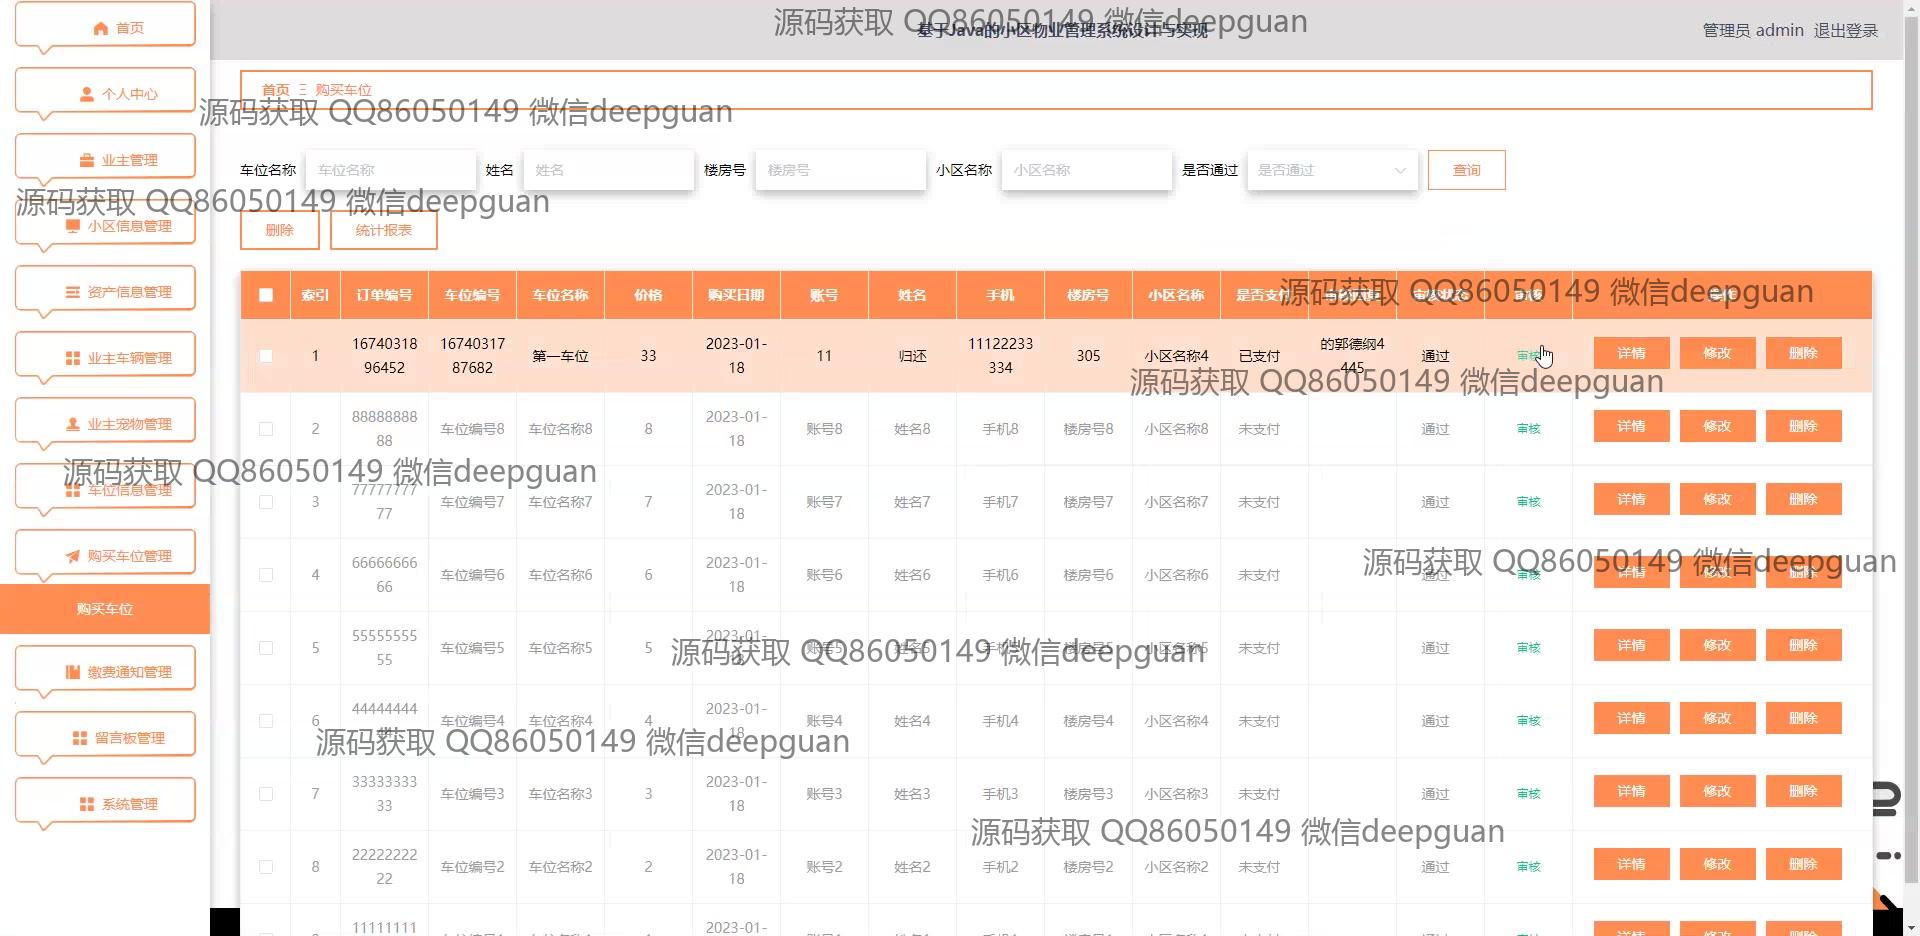 首页
个人中心
业主管理
小区信息管理
资产信息管理
业主车辆管理
业主宠物管理
车位信息管理
购买车位管理
购买车位
缴费通知管理
留言板管理
系统管理
源码获取 QQ86050149 微信deepguan
基于Java的小区物业管理系统设计与实现
管理员 admin 退出登录
首页 购买车位
源码获取 QQ86050149 微信deepguan
车位名称 车位名称 姓名 姓名 楼房号 楼房号 小区名称 小区名称 是否通过 是否通过 查询
源码获取 QQ86050149 微信deepguan
删除 统计报表
源码获取 QQ86050149 微信deepguan
索引 订单编号 车位编号 车位名称 价格 购买日期 账号 姓名 手机 楼房号 小区名称 是否支付 审核
1 1674031896452 1674031787682 第一车位 33 2023-01-18 11 归还 11122233334 305 小区名称4 已支付 的郭德纲4445 通过 审核 详情 修改 删除
源码获取 QQ86050149 微信deepguan
2 8888888888 车位编号8 车位名称8 8 2023-01-18 账号8 姓名8 手机8 楼房号8 小区名称8 未支付 通过 审核 详情 修改 删除
源码获取 QQ86050149 微信deepguan
3 7777777777 车位编号7 车位名称7 7 2023-01-18 账号7 姓名7 手机7 楼房号7 小区名称7 未支付 通过 审核 详情 修改 删除
源码获取 QQ86050149 微信deepguan
4 6666666666 车位编号6 车位名称6 6 2023-01-18 账号6 姓名6 手机6 楼房号6 小区名称6 未支付 通过 审核 详情 修改 删除
5 5555555555 车位编号5 车位名称5 5 2023-01-18 账号5 姓名5 手机5 楼房号5 小区名称5 未支付 通过 审核 详情 修改 删除
源码获取 QQ86050149 微信deepguan
6 4444444444 车位编号4 车位名称4 4 2023-01-18 账号4 姓名4 手机4 楼房号4 小区名称4 未支付 通过 审核 详情 修改 删除
源码获取 QQ86050149 微信deepguan
7 3333333333 车位编号3 车位名称3 3 2023-01-18 账号3 姓名3 手机3 楼房号3 小区名称3 未支付 通过 审核 详情 修改 删除
源码获取 QQ86050149 微信deepguan
8 2222222222 车位编号2 车位名称2 2 2023-01-18 账号2 姓名2 手机2 楼房号2 小区名称2 未支付 通过 审核 详情 修改 删除
11111111 2023-01-